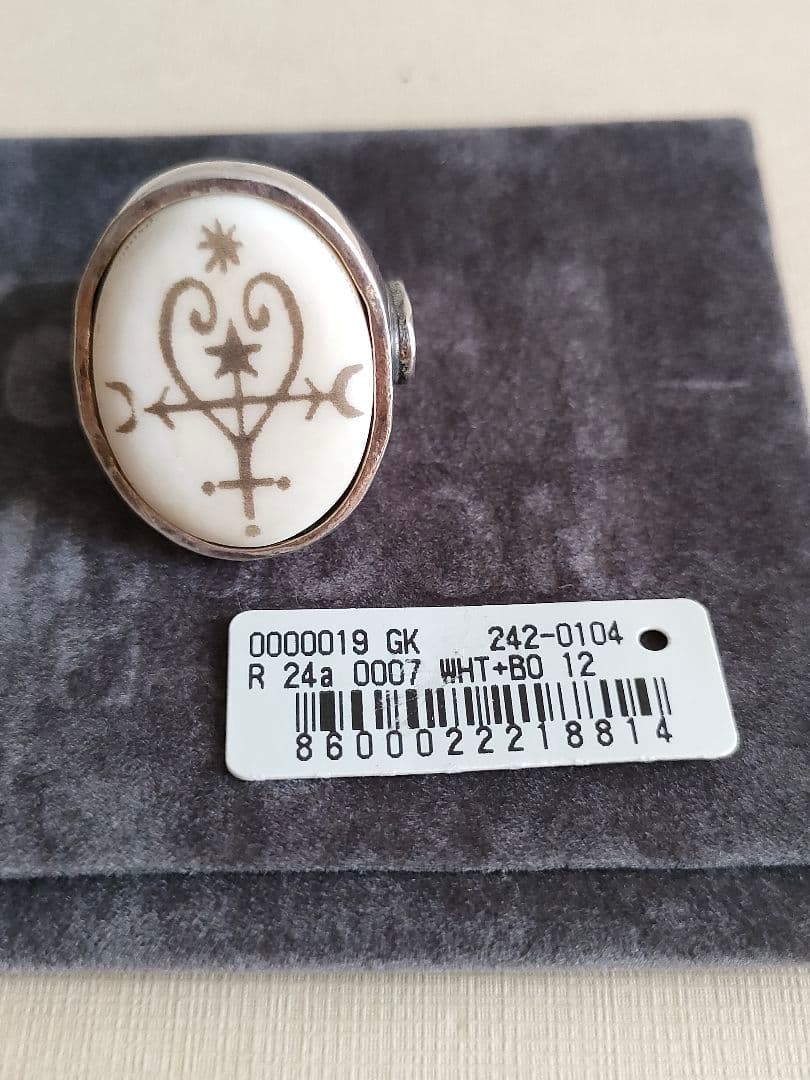 0000019 GK 242-0104
R 24a 0007 WHT+BO 12
8600022218814